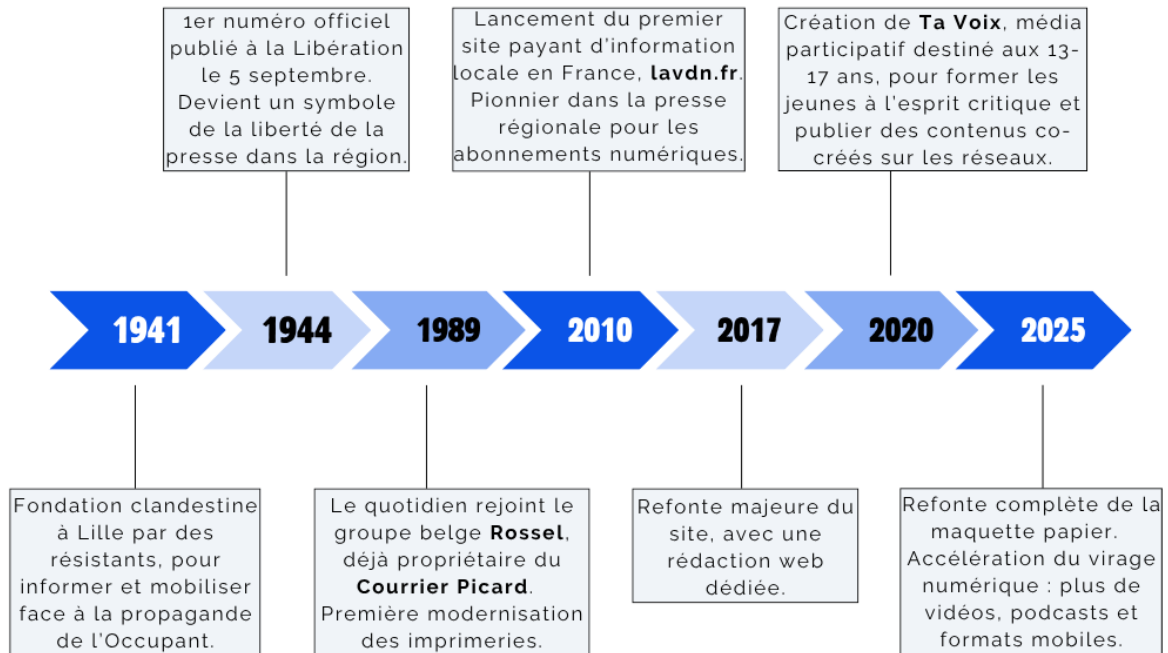 1er numéro officiel
publié à la Libération
le 5 septembre.
Devient un symbole
de la liberté de la
presse dans la région.
Lancement du premier
site payant d'information
locale en France, lavdn.fr.
Pionnier dans la presse
régionale pour les
abonnements numériques.
Création de Ta Voix, média
participatif destiné aux 13-
17 ans, pour former les
jeunes à l'esprit critique et
publier des contenus co-
créés sur les réseaux.
1941
1944
1989
2010
2017
2020
2025
Fondation clandestine
à Lille par des
résistants, pour
informer et mobiliser
face à la propagande
de l'Occupant.
Le quotidien rejoint le
groupe belge Rossel,
déjà propriétaire du
Courrier Picard.
Première modernisation
des imprimeries.
Refonte majeure du
site, avec une
rédaction web
dédiée.
Refonte complète de la
maquette papier.
Accélération du virage
numérique : plus de
vidéos, podcasts et
formats mobiles.